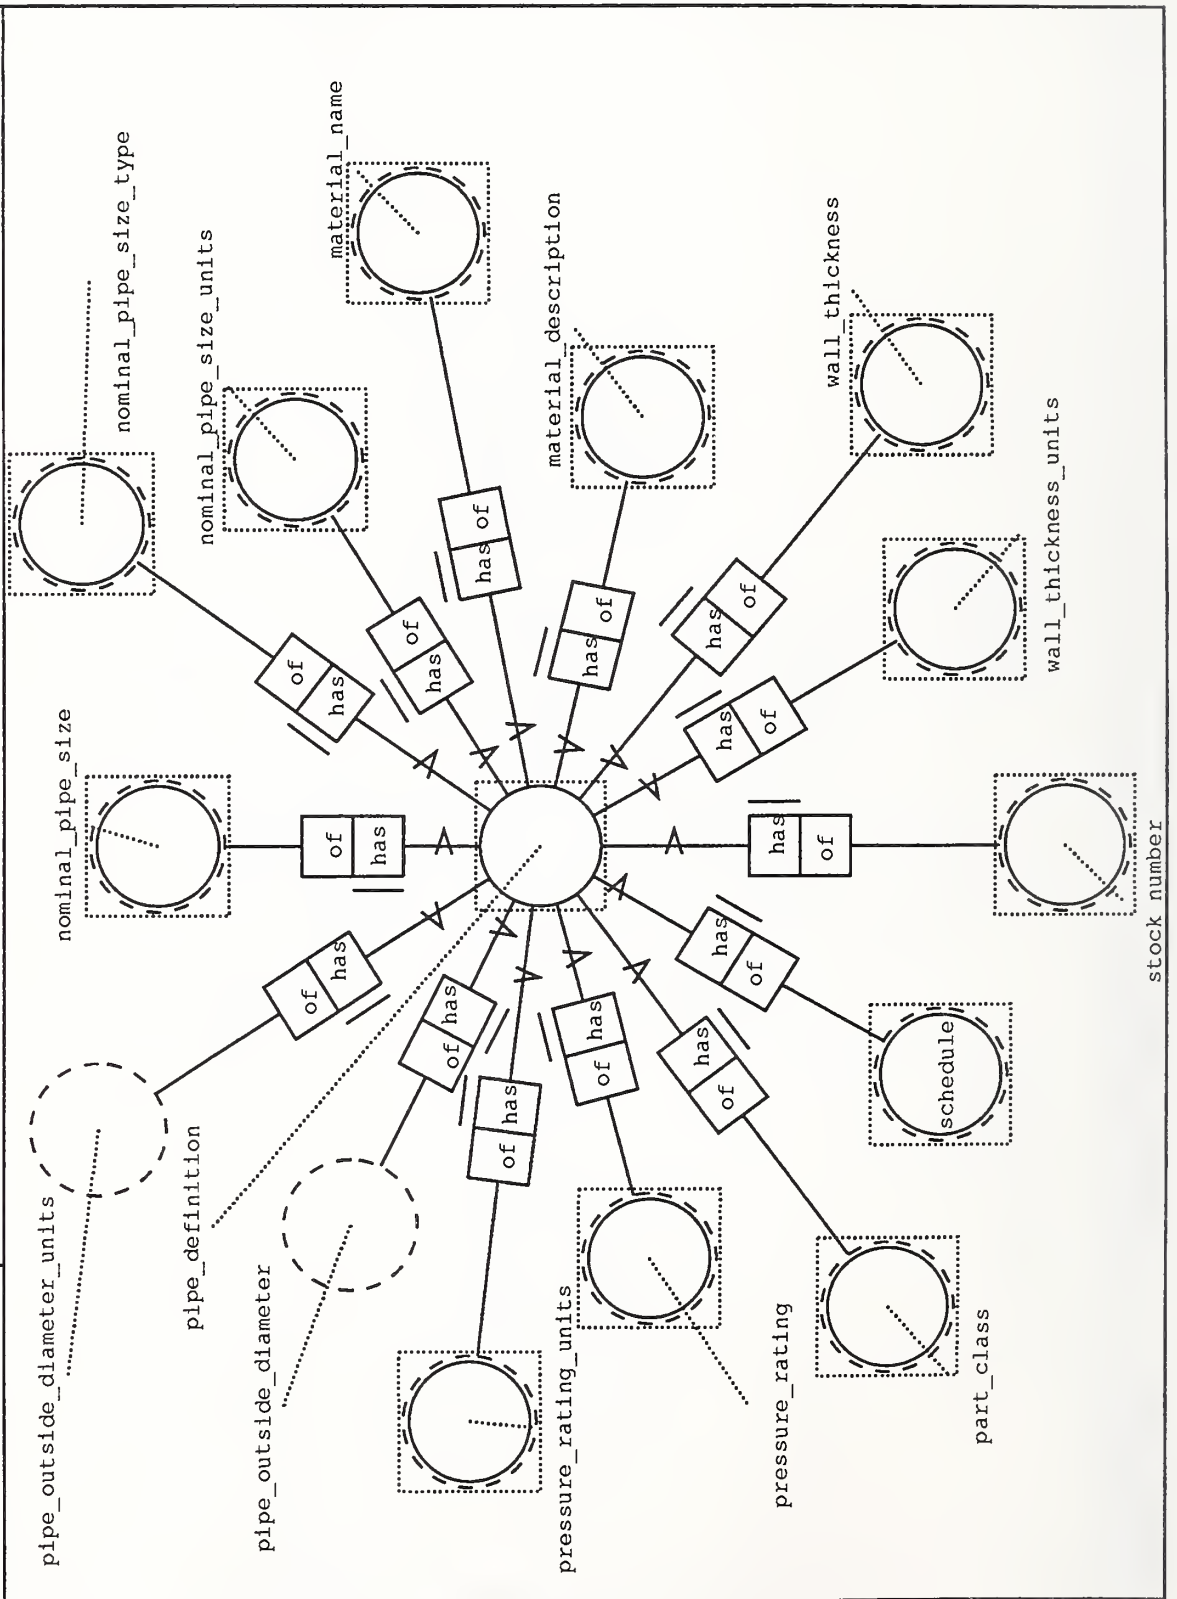 pipe_outside_diameter_units
nominal_pipe_size
nominal_pipe_size_type
of
has
of
has
pipe_definition
nominal_pipe_size_units
of
has
pipe_outside_diameter
of
has
material_name
has
of
of
has
material_description
has
of
pressure_rating_units
of
has
pressure_rating
of
has
wall_thickness
has
of
part_class
of
has
schedule
has
of
wall_thickness_units
has
of
has
of
stock number